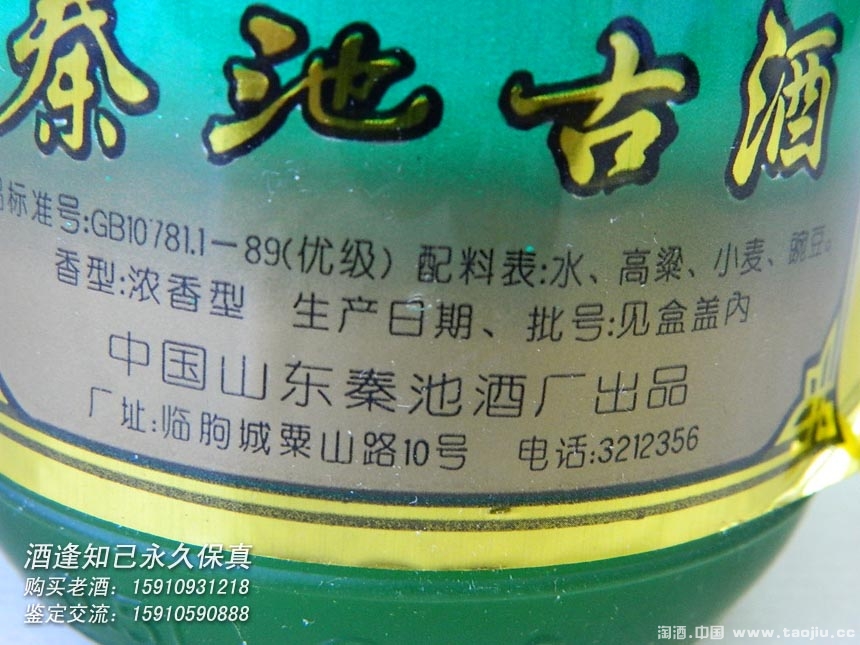 秦池古酒
品标准号:GB10781.1-89(优级) 配料表:水、高粱、小麦、豌豆。
香型:浓香型 生产日期、批号:见盒盖内
中国山东秦池酒厂出品
厂址:临朐城粟山路10号 电话:3212356
酒逢知己永久保真
购买老酒：15910931218
鉴定交流：15910590888
淘酒.中国 www.taojiu.cc